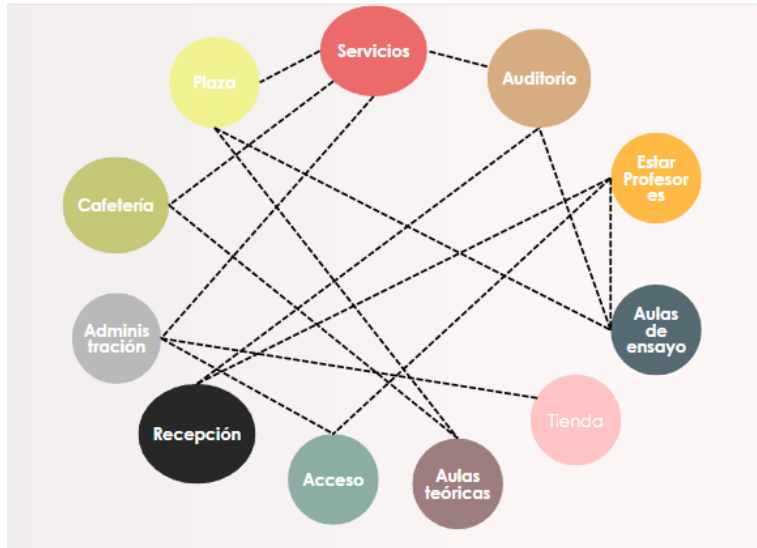 Servicios
Plaza
Auditorio
Estar
Profesor
es
Cafetería
Adminis
tración
Aulas
de
ensayo
Recepción
Tienda
Acceso
Aulas
teóricas